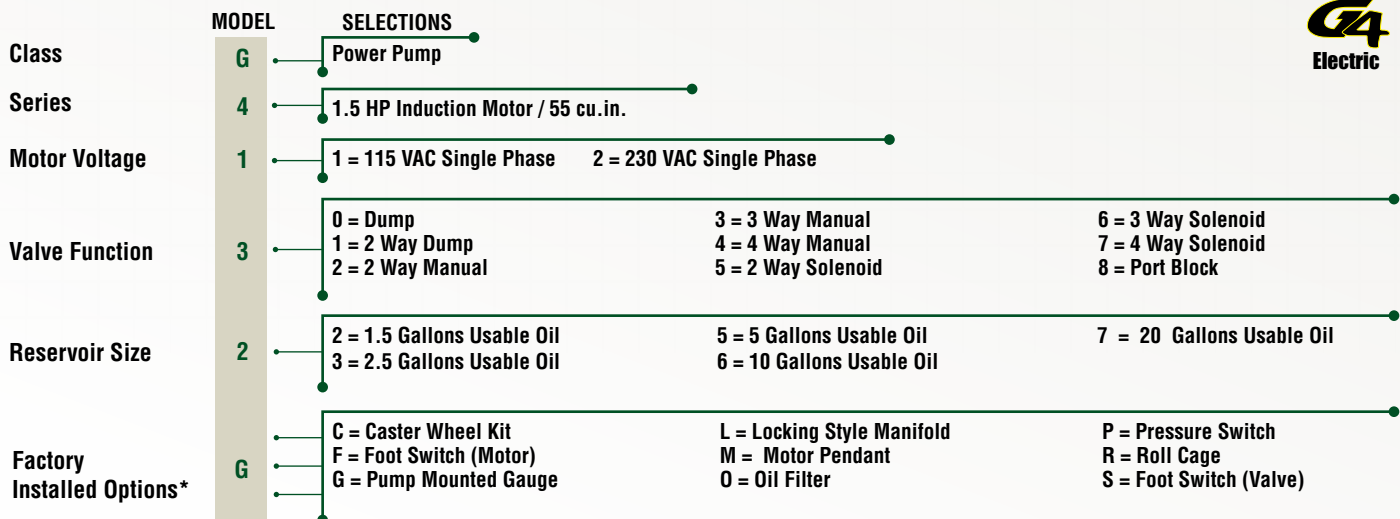 MODEL SELECTIONS
G4
Electric
Class G Power Pump
Series 4 1.5 HP Induction Motor / 55 cu.in.
Motor Voltage 1 1 = 115 VAC Single Phase 2 = 230 VAC Single Phase
0 = Dump 3 = 3 Way Manual 6 = 3 Way Solenoid
1 = 2 Way Dump 4 = 4 Way Manual 7 = 4 Way Solenoid
Valve Function 3
2 = 2 Way Manual 5 = 2 Way Solenoid 8 = Port Block
2 = 1.5 Gallons Usable Oil 5 = 5 Gallons Usable Oil 7 = 20 Gallons Usable Oil
Reservoir Size 2
3 = 2.5 Gallons Usable Oil 6 = 10 Gallons Usable Oil
C = Caster Wheel Kit L = Locking Style Manifold P = Pressure Switch
F = Foot Switch (Motor) M = Motor Pendant R = Roll Cage
Factory G
G = Pump Mounted Gauge O = Oil Filter S = Foot Switch (Valve)
Installed Options*